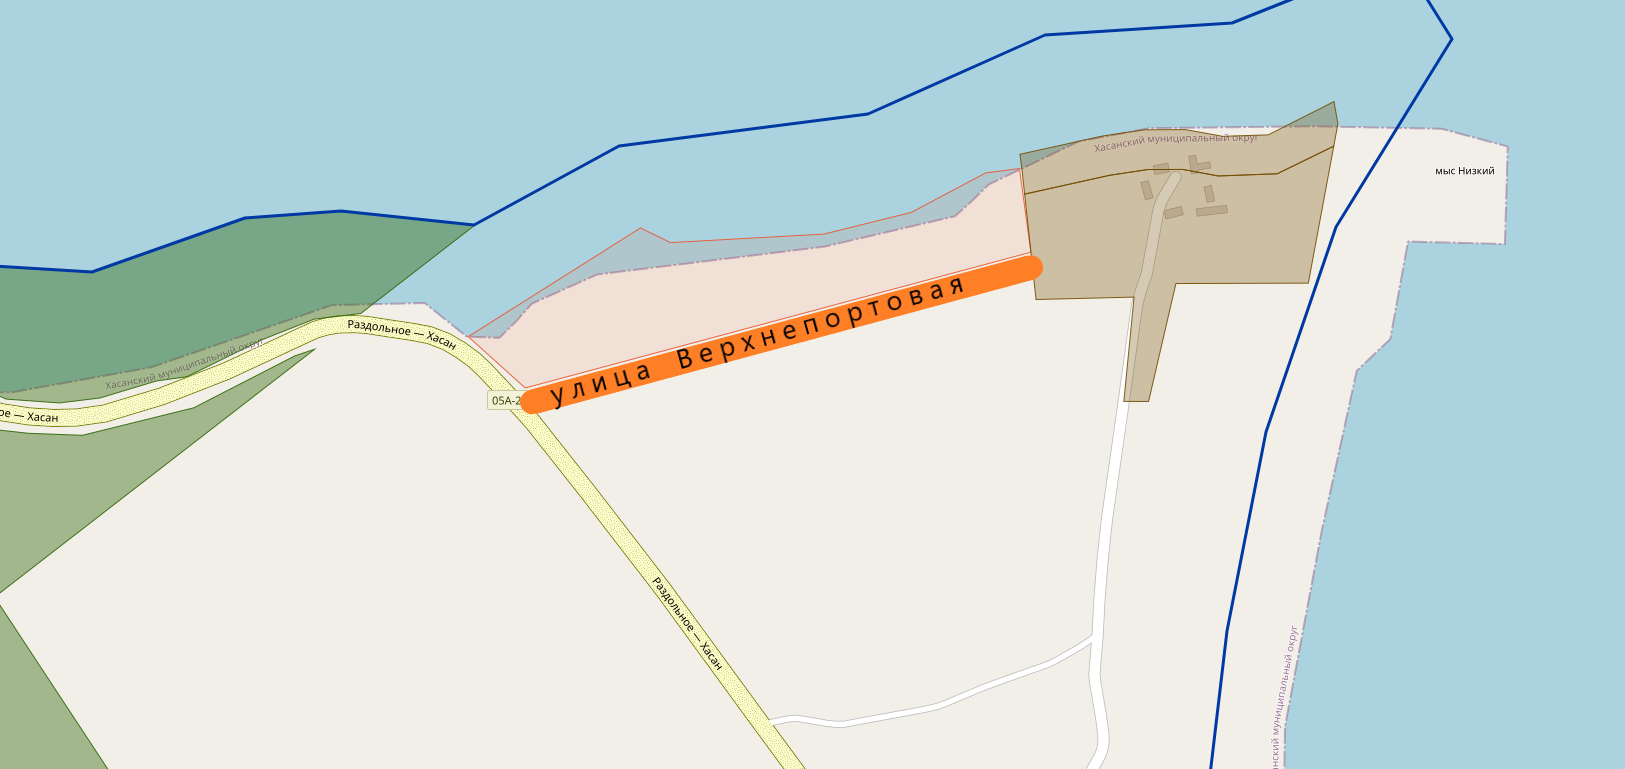 Хасанский муниципальный округ
мыс Низкий
улица Верхнепортовая
Раздольное — Хасан
Хасанский муниципальный округ
05А-2
ое — Хасан
Раздольное — Хасан
нский муниципальный округ